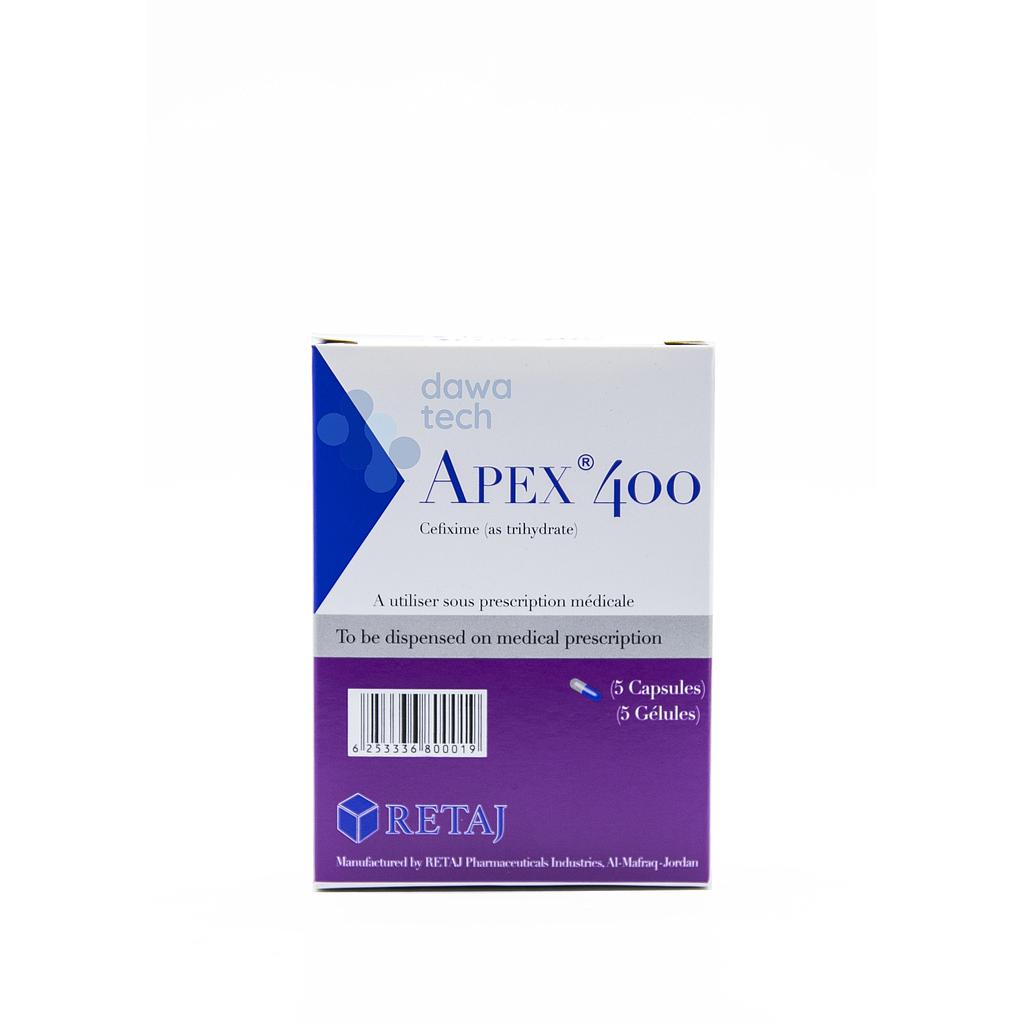 dawa
tech
APEX® 400
Cefixime (as trihydrate)
A utiliser sous prescription médicale
To be dispensed on medical prescription
(5 Capsules)
(5 Gélules)
6 253336 800019
RETAJ
Manufactured by RETAJ Pharmaceuticals Industries, Al-Mafraq-Jordan